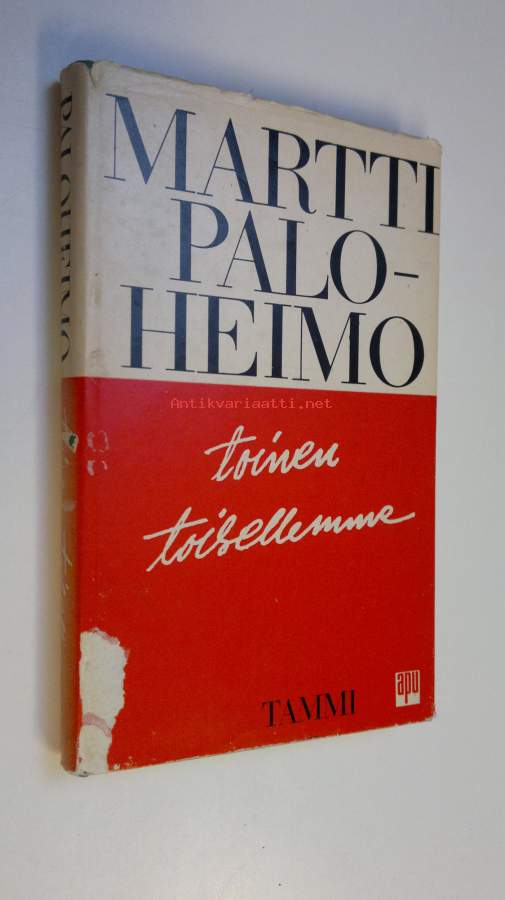 MARTTI
PALO-
HEIMO
Antikvariaatti.net
toinen
toisellemme
TAMMI
apu
PALOHEIMO